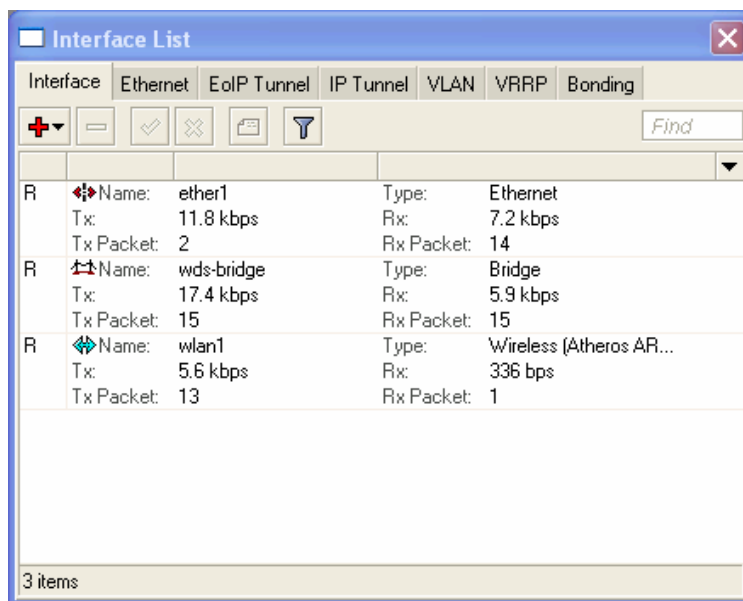 Interface List
Interface Ethernet EoIP Tunnel IP Tunnel VLAN VRRP Bonding
Find
R Name: ether1 Type: Ethernet
Tx: 11.8 kbps Rx: 7.2 kbps
Tx Packet: 2 Rx Packet: 14
R Name: wds-bridge Type: Bridge
Tx: 17.4 kbps Rx: 5.9 kbps
Tx Packet: 15 Rx Packet: 15
R Name: wlan1 Type: Wireless (Atheros AR...
Tx: 5.6 kbps Rx: 336 bps
Tx Packet: 13 Rx Packet: 1
3 items